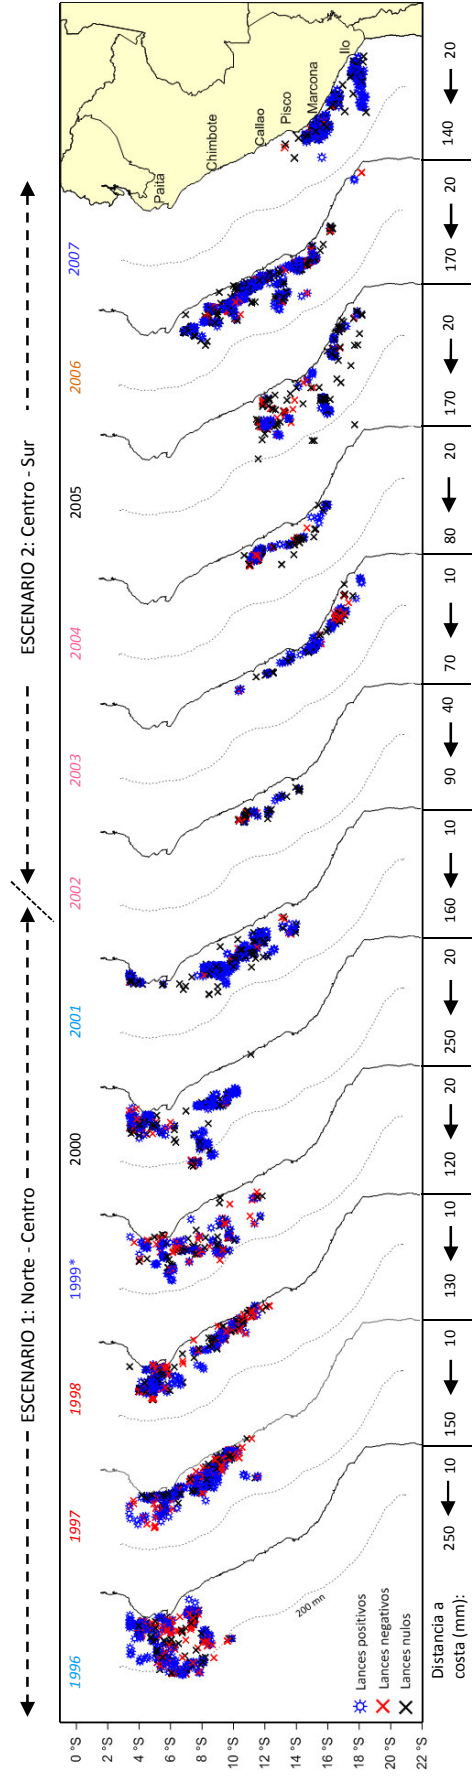 ESCENARIO 1: Norte - Centro ESCENARIO 2: Centro - Sur
1996 1997 1998 1999* 2000 2001 2002 2003 2004 2005 2006 2007
0 °S
2 °S
4 °S
6 °S
8 °S
10 °S
12 °S
14 °S
16 °S
18 °S
20 °S
22 °S
Paita
Chimbote
Callao
Pisco
Marcona
Ilo
200 mn
Lances positivos
Lances negativos
Lances nulos
Distancia a
costa (mm):
250 10 150 10 130 10 120 20 250 20 160 10 90 40 70 10 80 20 170 20 170 20 140 20